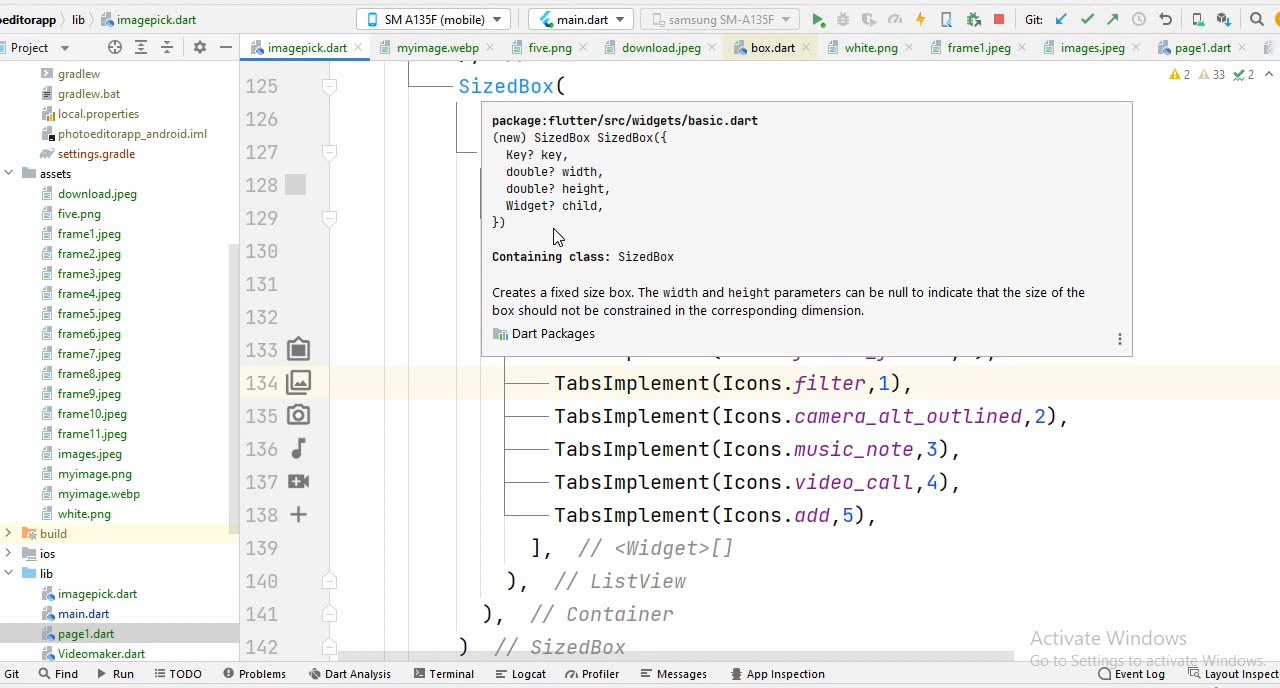 editorapp
lib
imagepick.dart
SM A135F (mobile)
main.dart
samsung SM-A135F
Git:
Project
imagepick.dart
myimage.webp
five.png
download.jpeg
box.dart
white.png
frame1.jpeg
images.jpeg
page1.dart
2 33 2
gradlew
gradlew.bat
local.properties
photoeditorapp_android.iml
settings.gradle
assets
download.jpeg
five.png
frame1.jpeg
frame2.jpeg
frame3.jpeg
frame4.jpeg
frame5.jpeg
frame6.jpeg
frame7.jpeg
frame8.jpeg
frame9.jpeg
frame10.jpeg
frame11.jpeg
images.jpeg
myimage.png
myimage.webp
white.png
build
ios
lib
imagepick.dart
main.dart
page1.dart
Videomaker.dart
125 SizedBox(
126
127
128
129
130
131
132
133
package:flutter/src/widgets/basic.dart
(new) SizedBox SizedBox({
Key? key,
double? width,
double? height,
Widget? child,
})
Containing class: SizedBox
Creates a fixed size box. The width and height parameters can be null to indicate that the size of the
box should not be constrained in the corresponding dimension.
Dart Packages
134 TabsImplement(Icons.filter,1),
135 TabsImplement(Icons.camera_alt_outlined,2),
136 TabsImplement(Icons.music_note,3),
137 TabsImplement(Icons.video_call,4),
138 TabsImplement(Icons.add,5),
139 ], // <Widget>[]
140 ), // ListView
141 ), // Container
142 ) // SizedBox
Activate Windows
Go to Settings to activate Windows.
Git
Find
Run
TODO
Problems
Dart Analysis
Terminal
Logcat
Profiler
Messages
App Inspection
Event Log
Layout Inspect